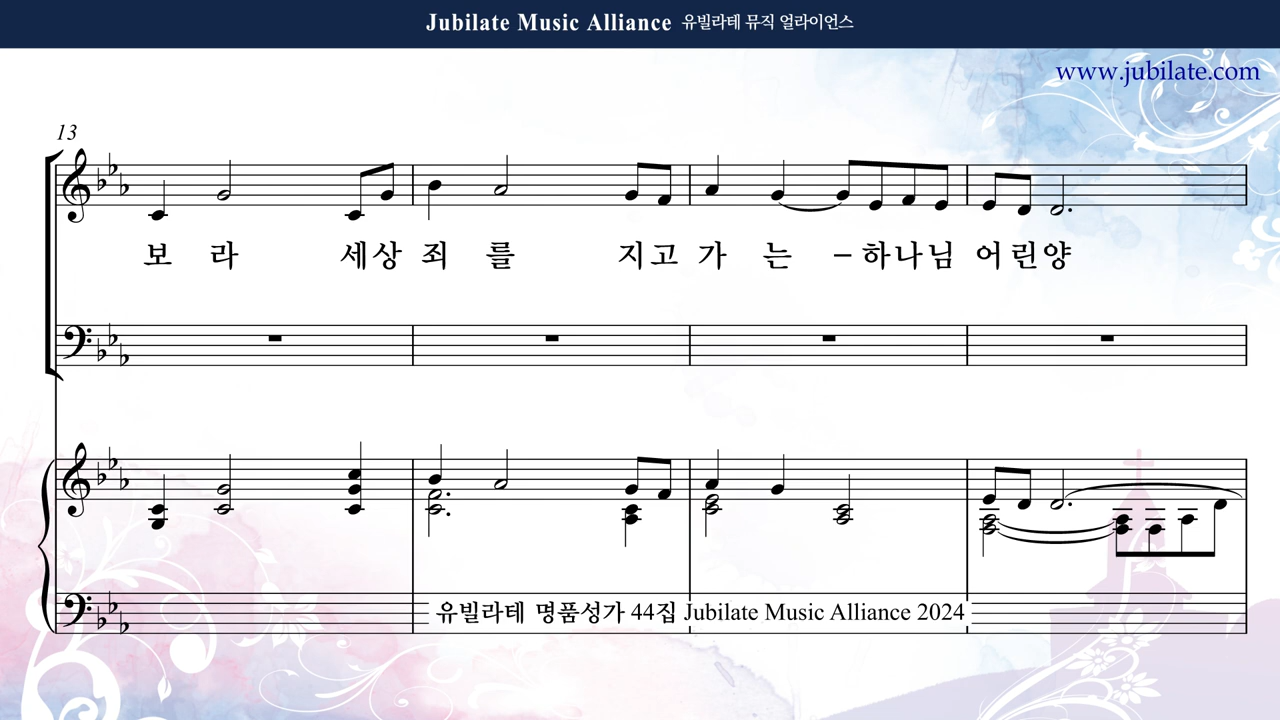 Jubilate Music Alliance 유빌라테 뮤직 얼라이언스
www.jubilate.com
13
보 라 세상 죄 를 지고 가 는 –하나님 어린양
유빌라테 명품성가 44집 Jubilate Music Alliance 2024